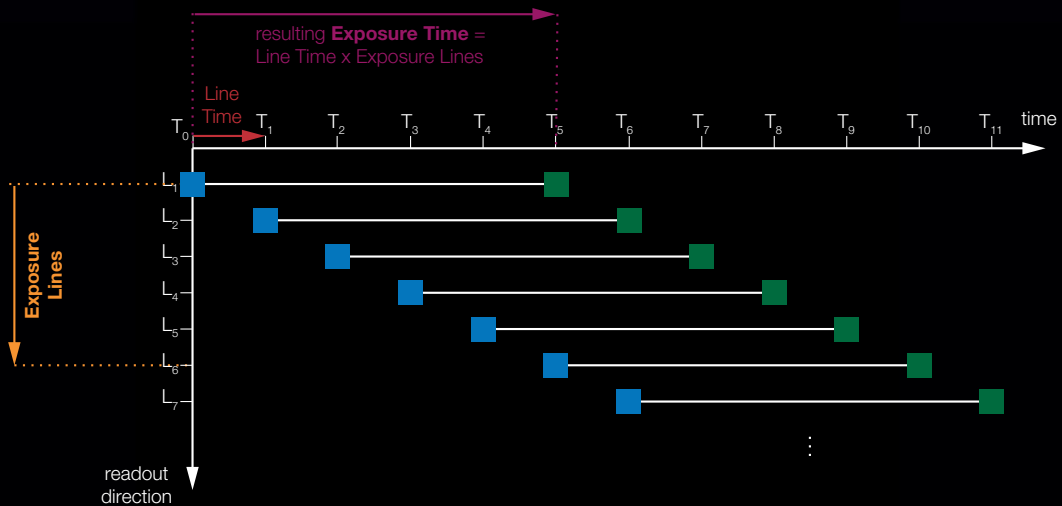 resulting Exposure Time =
Line Time x Exposure Lines
Line
Time
T0 T1 T2 T3 T4 T5 T6 T7 T8 T9 T10 T11 time
L1
L2
L3
L4
L5
L6
L7
Exposure
Lines
⋮
readout
direction